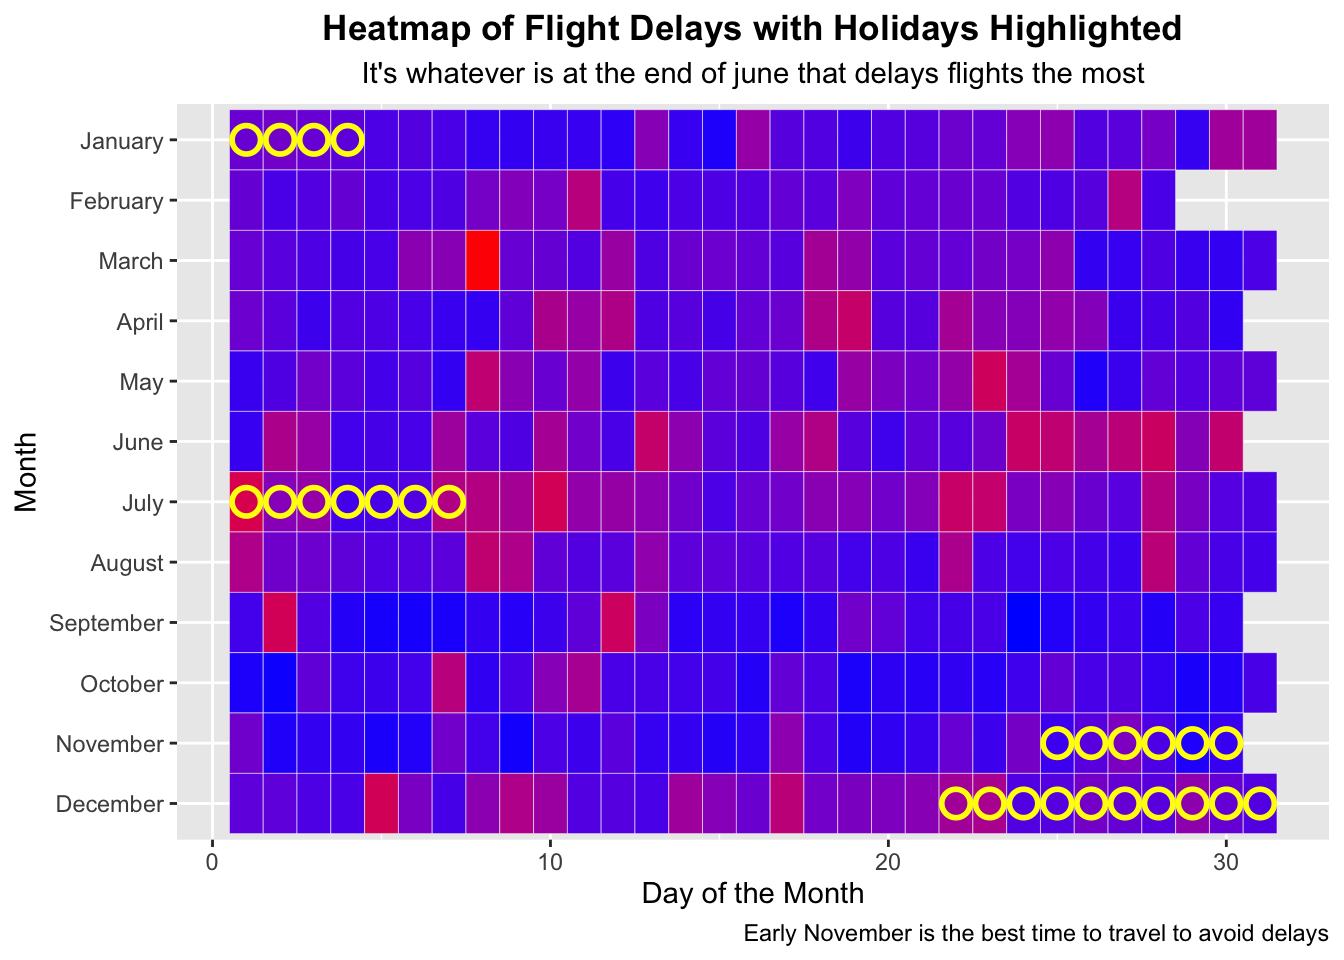 Heatmap of Flight Delays with Holidays Highlighted
It's whatever is at the end of june that delays flights the most
January
February
March
April
May
June
July
August
September
October
November
December
Month
0 10 20 30
Day of the Month
Early November is the best time to travel to avoid delays